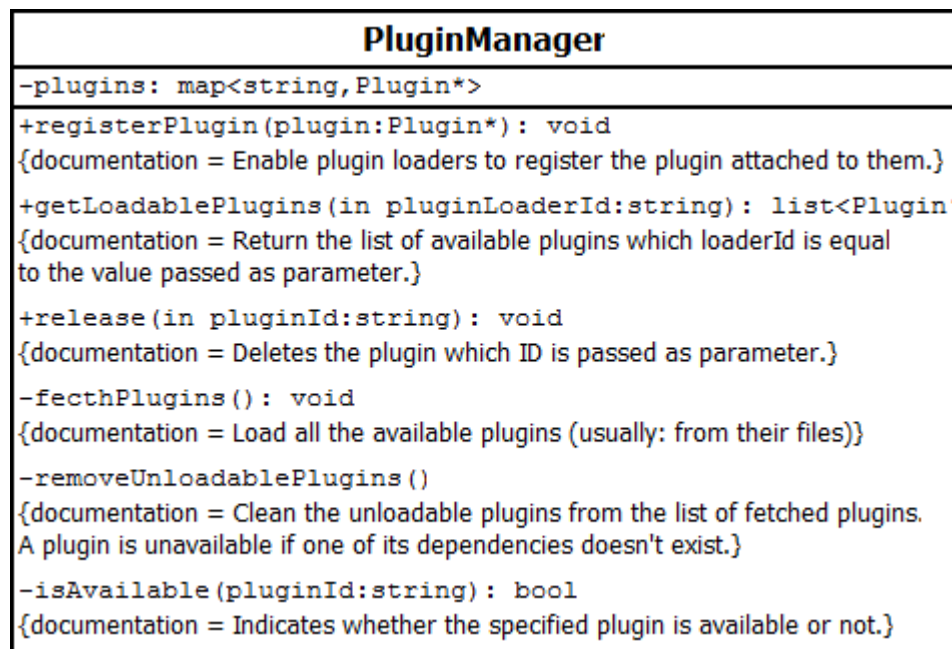 PluginManager
-plugins: map<string,Plugin*>
+registerPlugin(plugin:Plugin*): void
{documentation = Enable plugin loaders to register the plugin attached to them.}
+getLoadablePlugins(in pluginLoaderId:string): list<Plugin
{documentation = Return the list of available plugins which loaderId is equal
to the value passed as parameter.}
+release(in pluginId:string): void
{documentation = Deletes the plugin which ID is passed as parameter.}
-fecthPlugins(): void
{documentation = Load all the available plugins (usually: from their files)}
-removeUnloadablePlugins()
{documentation = Clean the unloadable plugins from the list of fetched plugins.
A plugin is unavailable if one of its dependencies doesn't exist.}
-isAvailable(pluginId:string): bool
{documentation = Indicates whether the specified plugin is available or not.}